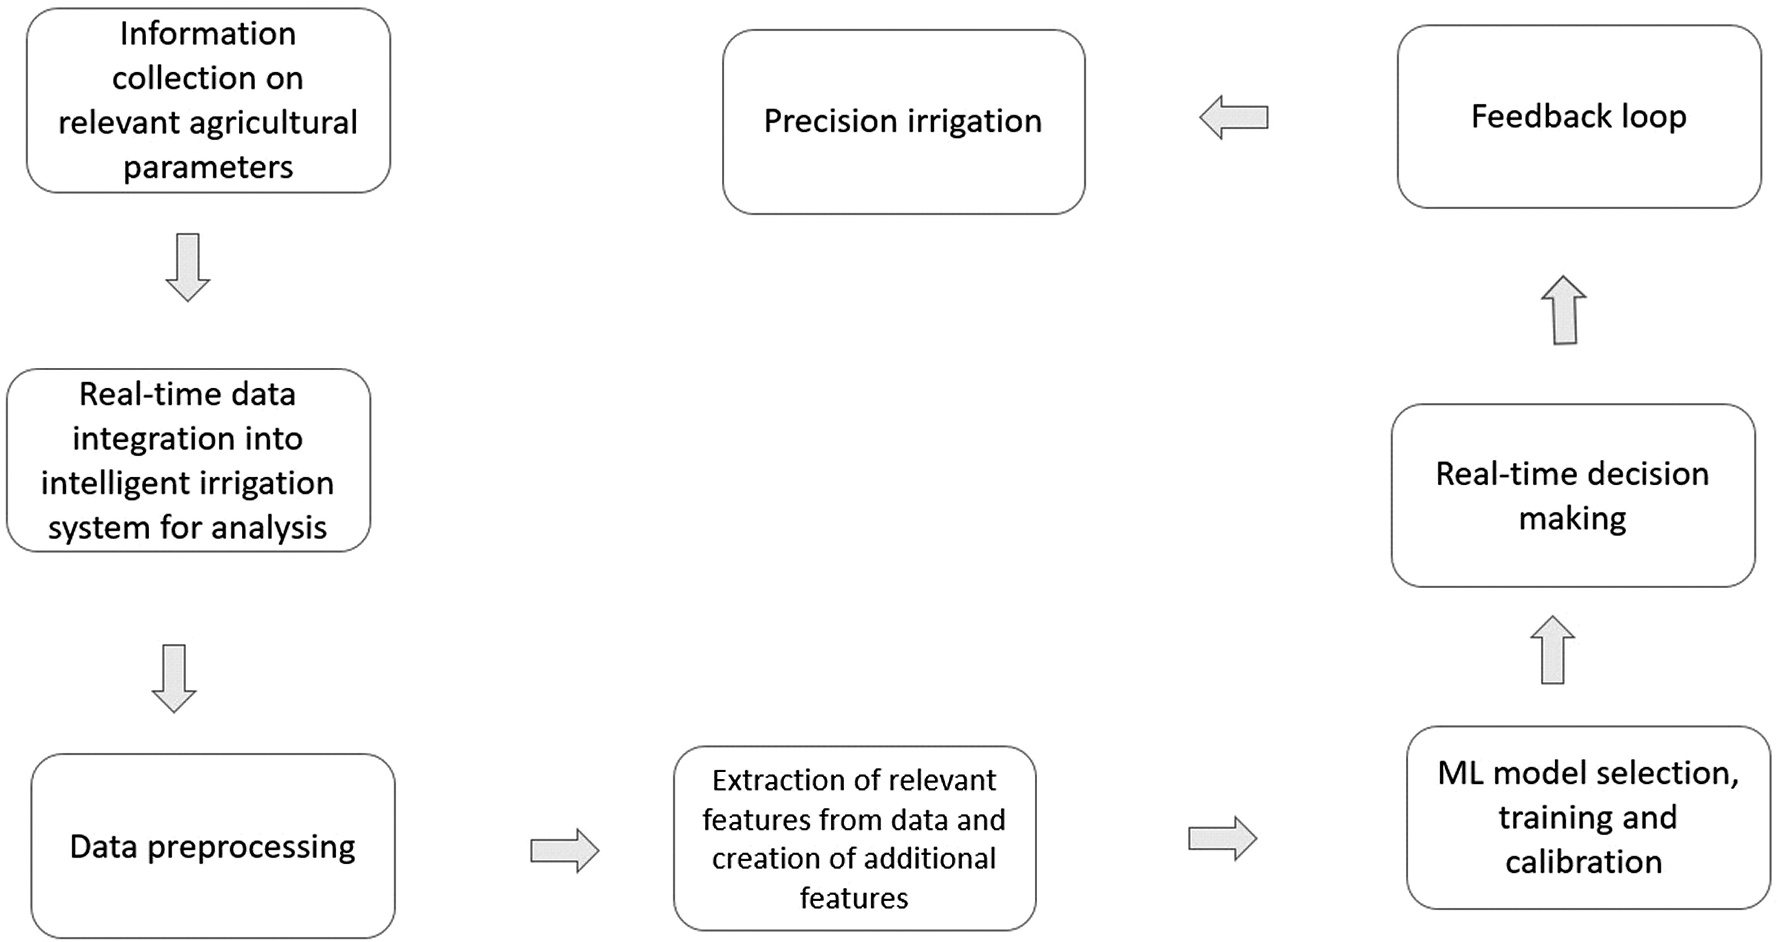 Information
collection on
relevant agricultural
parameters
Real-time data
integration into
intelligent irrigation
system for analysis
Data preprocessing
Extraction of relevant
features from data and
creation of additional
features
ML model selection,
training and
calibration
Real-time decision
making
Feedback loop
Precision irrigation